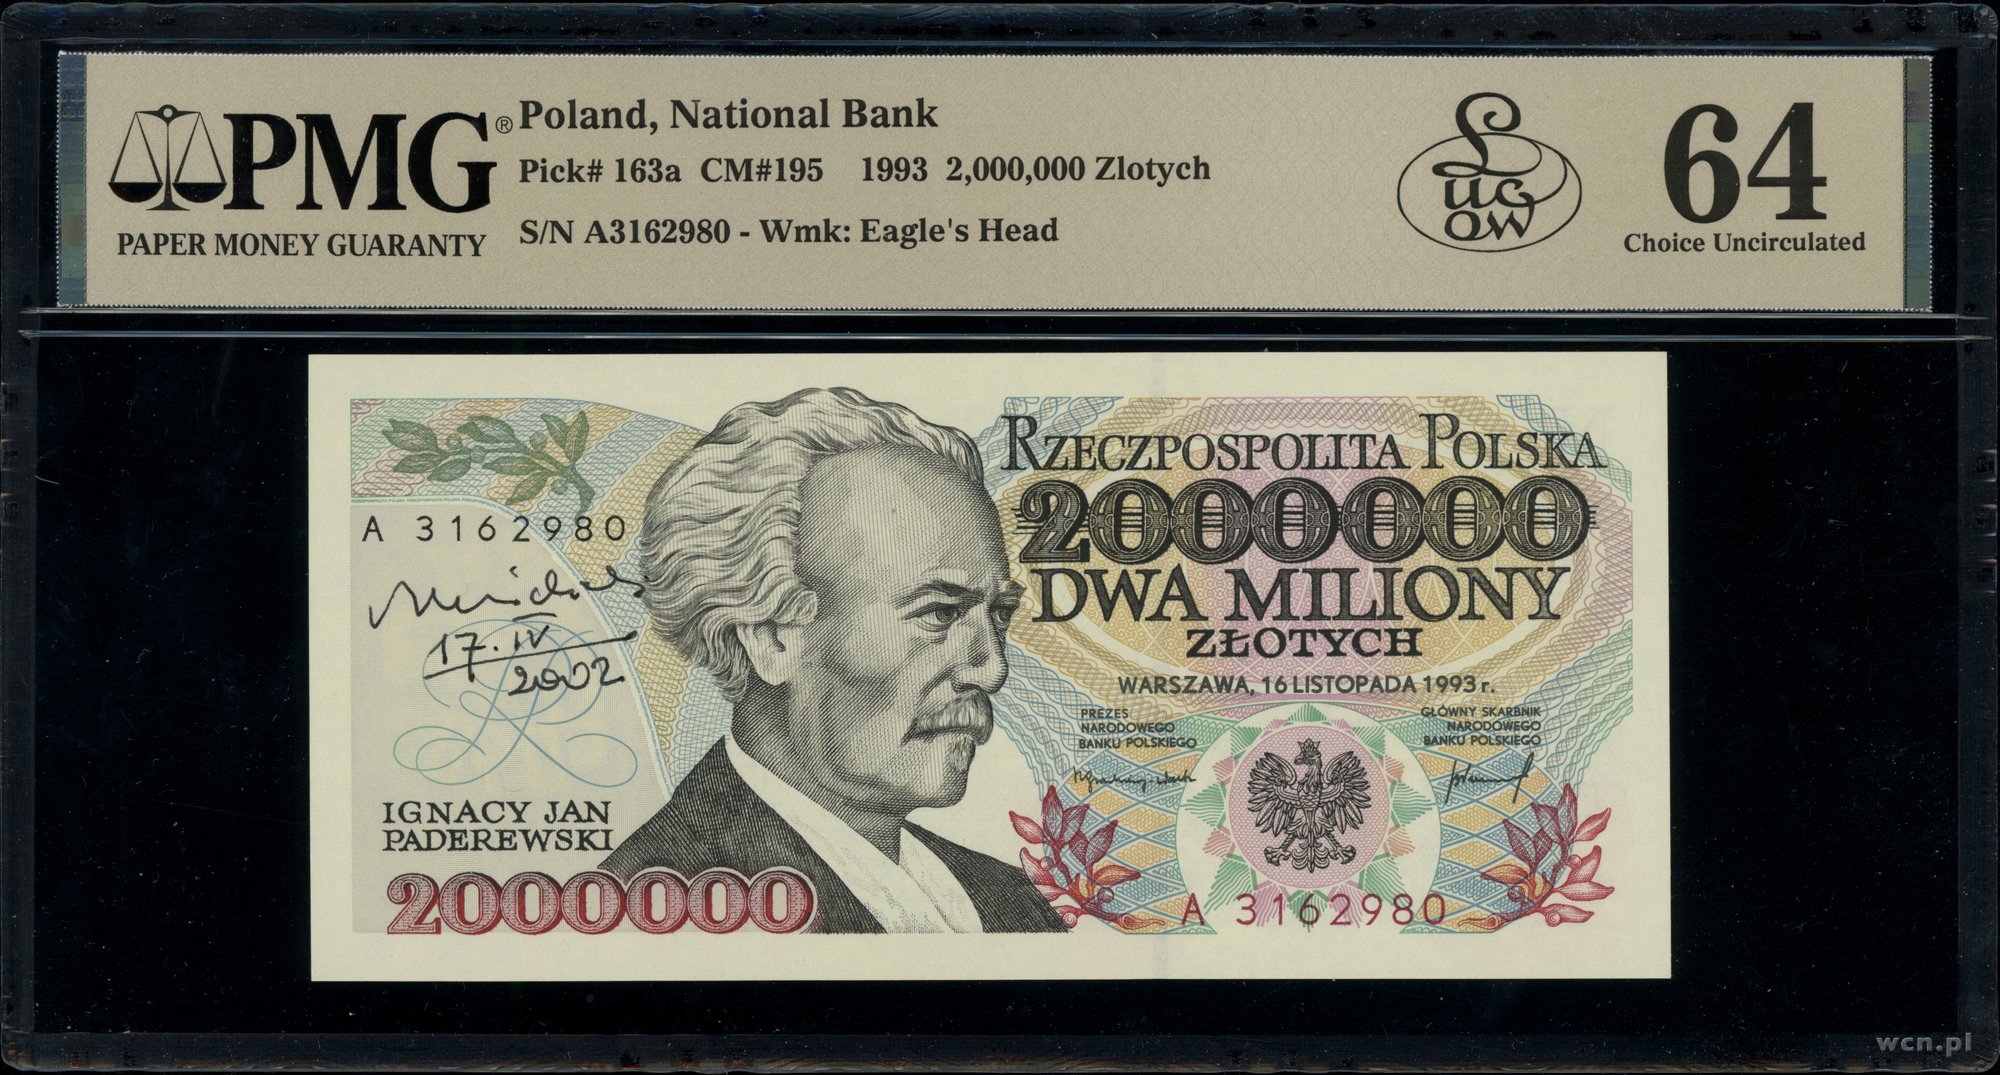 PMG®
PAPER MONEY GUARANTY
Poland, National Bank
Pick# 163a CM#195 1993 2,000,000 Zlotych
S/N A3162980 - Wmk: Eagle's Head
Lucow
64
Choice Uncirculated
A 3162980
17. IV
2002
IGNACY JAN
PADEREWSKI
2000000
RZECZPOSPOLITA POLSKA
2000000
DWA MILIONY
ZŁOTYCH
WARSZAWA, 16 LISTOPADA 1993 r.
PREZES
NARODOWEGO
BANKU POLSKIEGO
GŁÓWNY SKARBNIK
NARODOWEGO
BANKU POLSKIEGO
A 3162980
wcn.pl